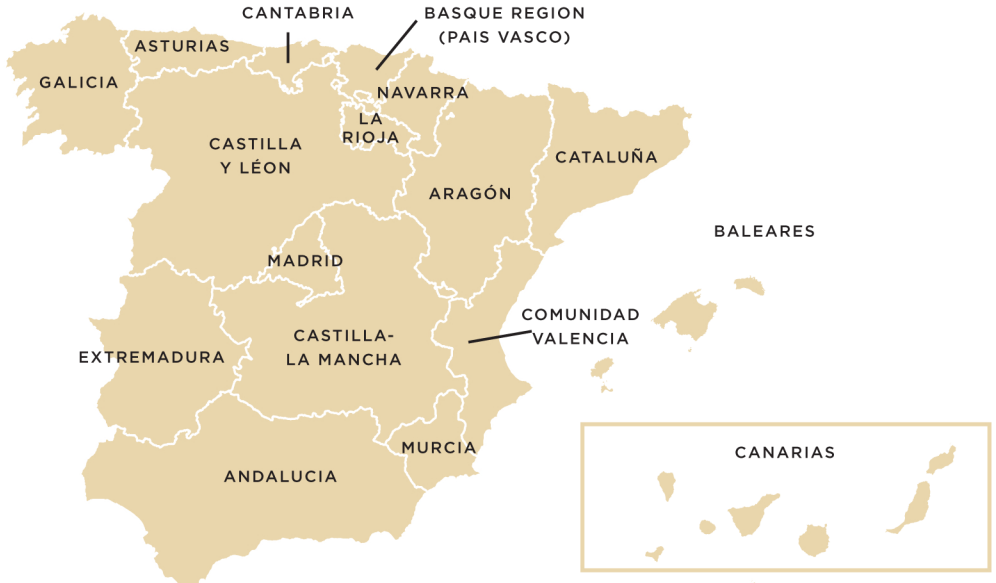 CANTABRIA
BASQUE REGION
(PAIS VASCO)
ASTURIAS
GALICIA
NAVARRA
LA
RIOJA
CASTILLA
Y LÉON
CATALUÑA
ARAGÓN
BALEARES
MADRID
COMUNIDAD
VALENCIA
CASTILLA-
LA MANCHA
EXTREMADURA
MURCIA
CANARIAS
ANDALUCIA